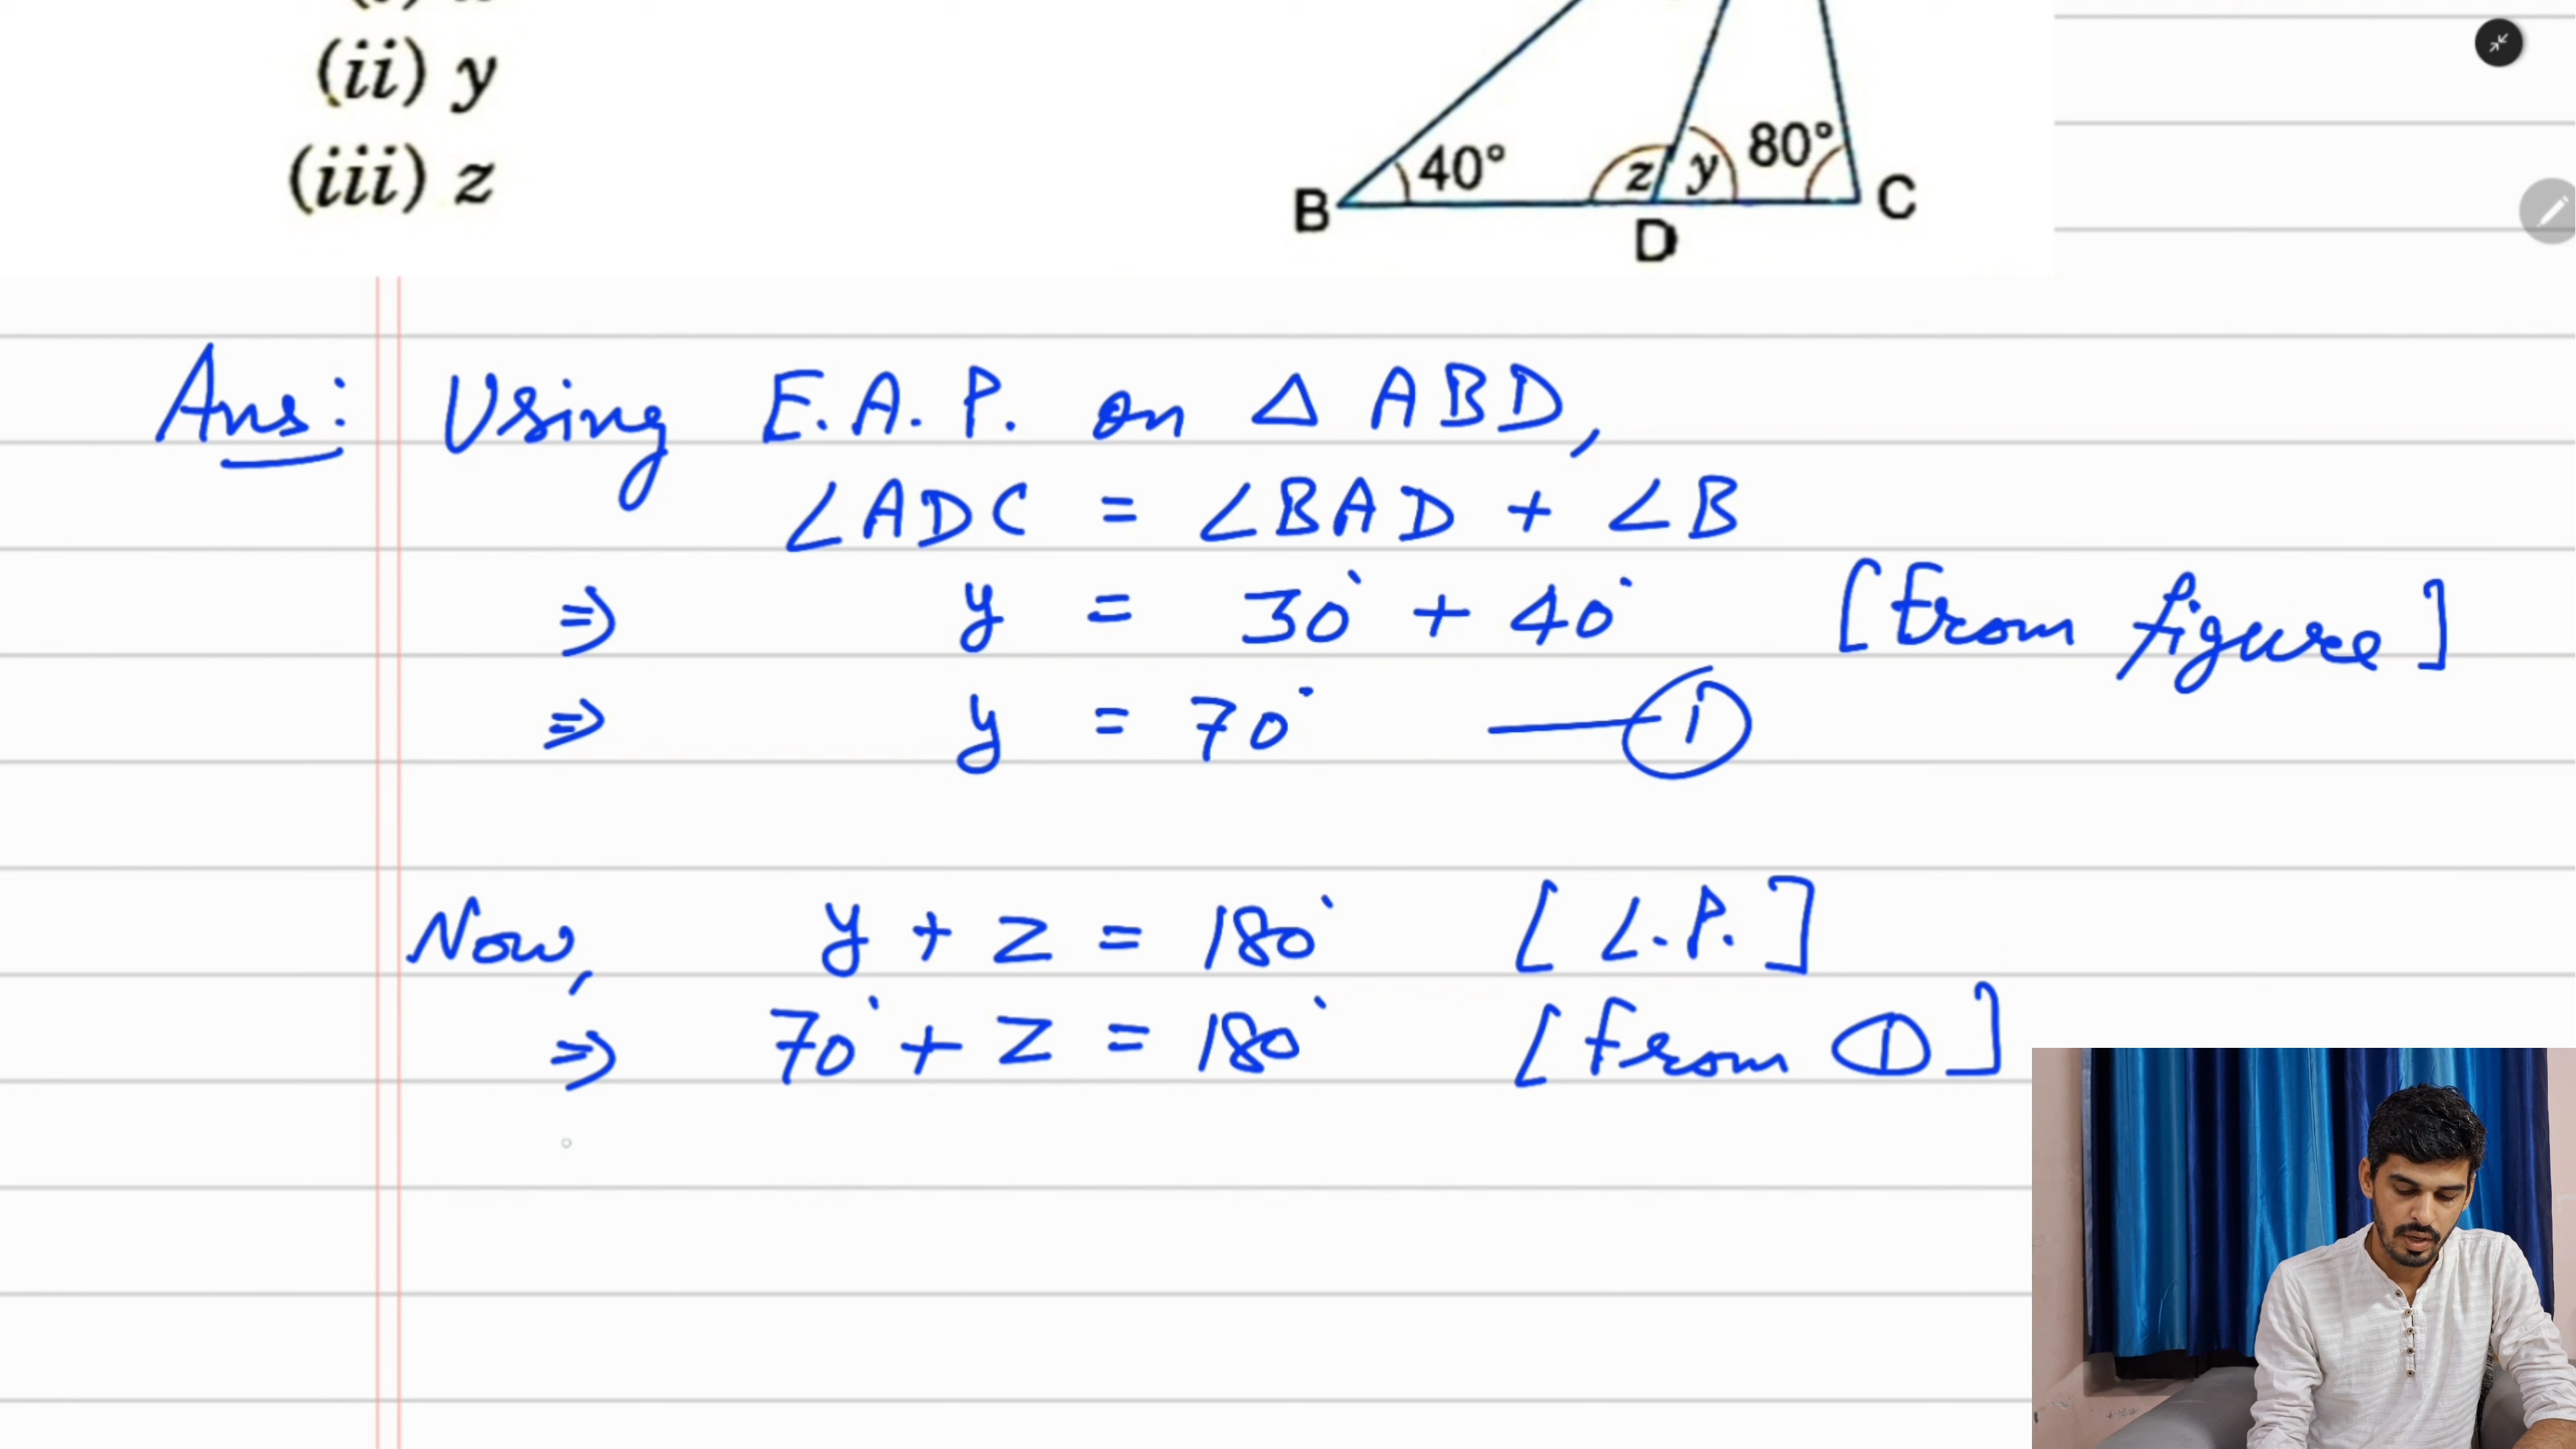 (ii) y
(iii) z
40°
z
y
80°
B
D
C
Ans: Using E.A.P. on △ ABD,
∠ADC = ∠BAD + ∠B
⇒ y = 30° + 40° [From figure]
⇒ y = 70° — ①
Now, y + z = 180° [L.P.]
⇒ 70° + z = 180° [From ①]